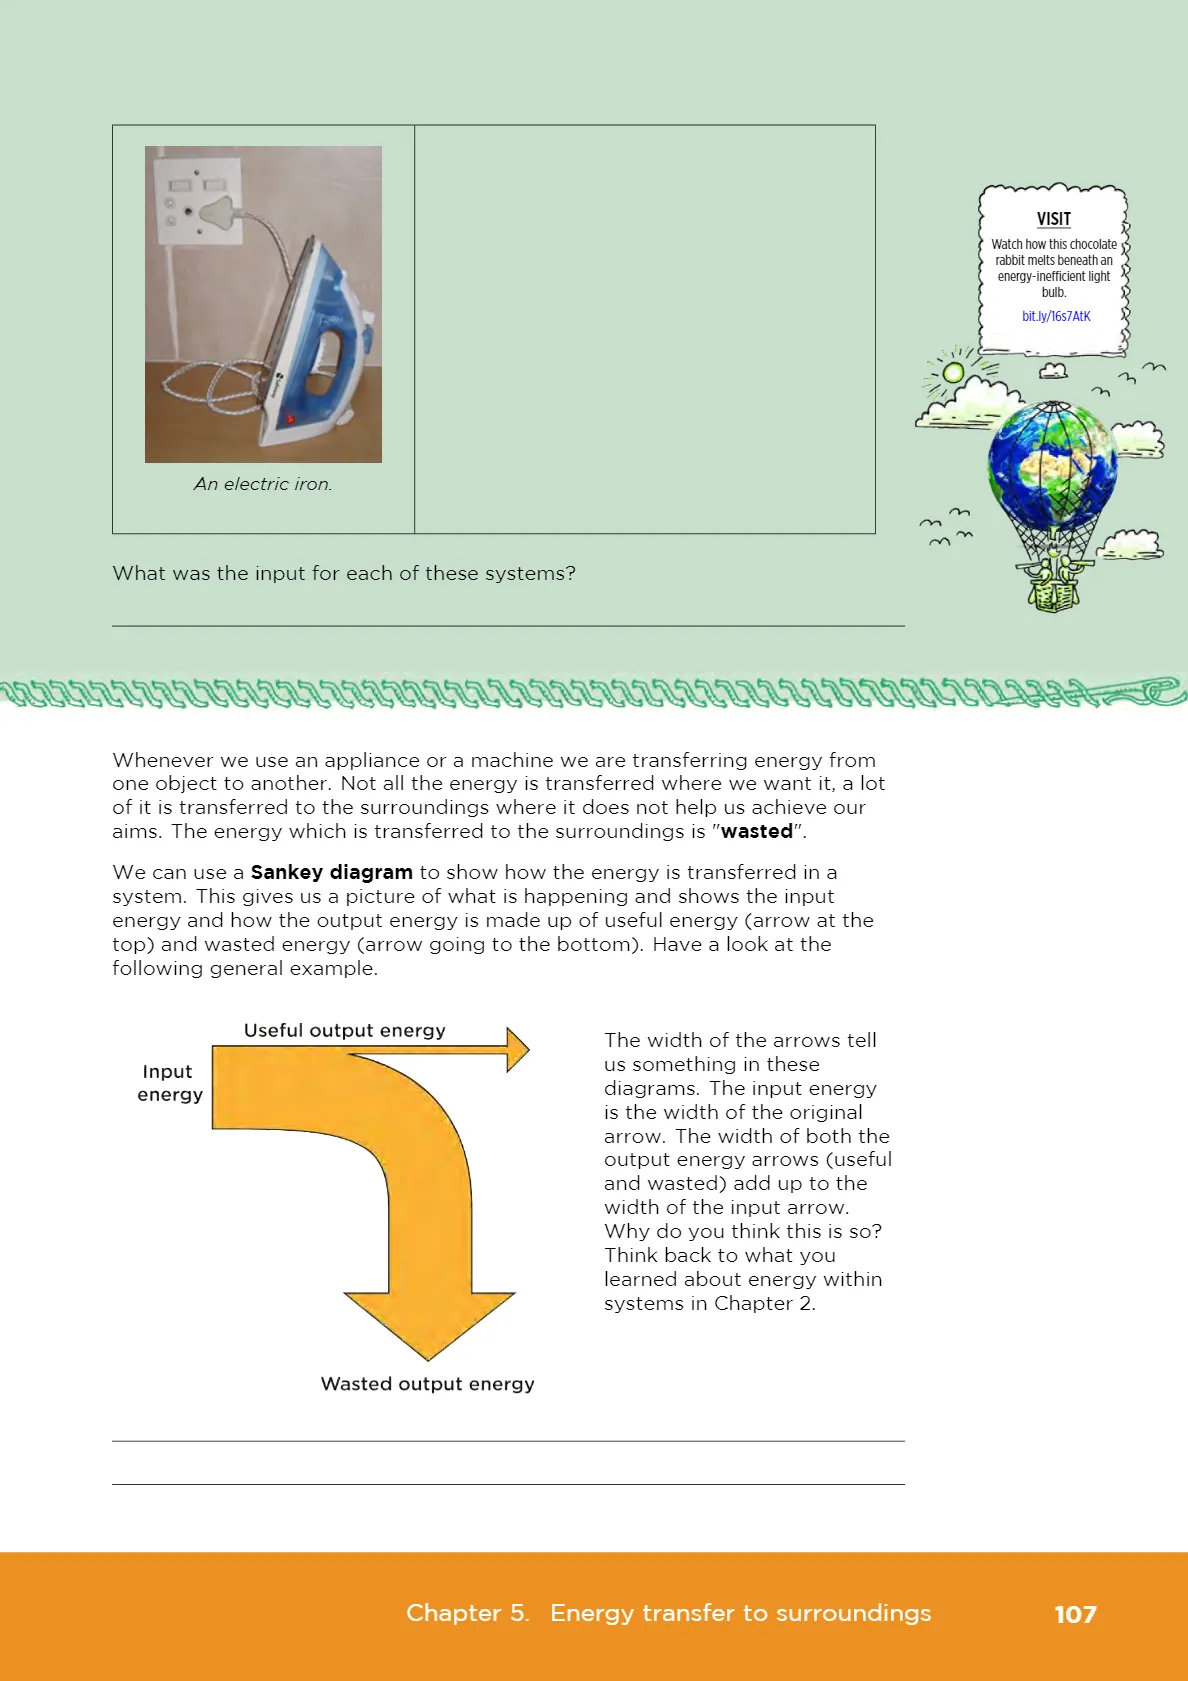 An electric iron.
VISIT
Watch how this chocolate
rabbit melts beneath an
energy-inefficient light
bulb.
bit.ly/16s7AtK
What was the input for each of these systems?
Whenever we use an appliance or a machine we are transferring energy from
one object to another. Not all the energy is transferred where we want it, a lot
of it is transferred to the surroundings where it does not help us achieve our
aims. The energy which is transferred to the surroundings is "wasted".
We can use a Sankey diagram to show how the energy is transferred in a
system. This gives us a picture of what is happening and shows the input
energy and how the output energy is made up of useful energy (arrow at the
top) and wasted energy (arrow going to the bottom). Have a look at the
following general example.
Useful output energy
Input
energy
Wasted output energy
The width of the arrows tell
us something in these
diagrams. The input energy
is the width of the original
arrow. The width of both the
output energy arrows (useful
and wasted) add up to the
width of the input arrow.
Why do you think this is so?
Think back to what you
learned about energy within
systems in Chapter 2.
Chapter 5. Energy transfer to surroundings
107